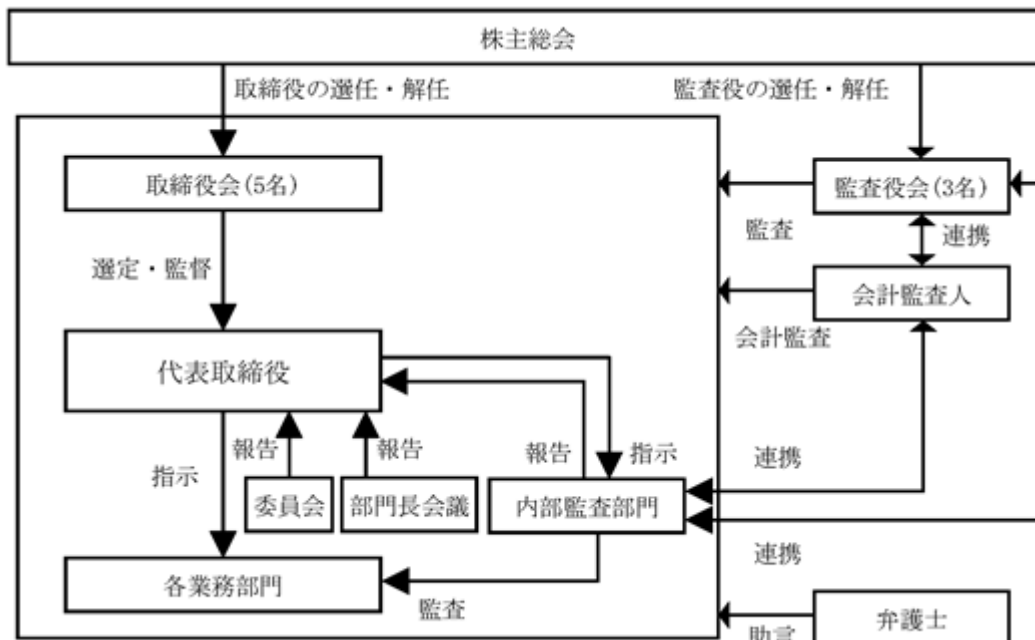 株主総会
取締役の選任・解任
監査役の選任・解任
取締役会(5名)
監査役会(3名)
監査
連携
選定・監督
会計監査人
会計監査
代表取締役
報告
報告
報告
指示
連携
指示
委員会
部門長会議
内部監査部門
連携
各業務部門
監査
弁護士
助言